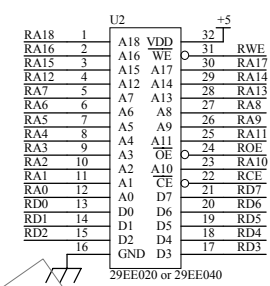 U2 +5
RA18 1 A18 VDD 32
RA16 2 A16 WE 31 RWE
RA15 3 A15 A17 30 RA17
RA12 4 A12 A14 29 RA14
RA7 5 A7 A13 28 RA13
RA6 6 A6 A8 27 RA8
RA5 7 A5 A9 26 RA9
RA4 8 A4 A11 25 RA11
RA3 9 A3 OE 24 ROE
RA2 10 A2 A10 23 RA10
RA1 11 A1 CE 22 RCE
RA0 12 A0 D7 21 RD7
RD0 13 D0 D6 20 RD6
RD1 14 D1 D5 19 RD5
RD2 15 D2 D4 18 RD4
16 GND D3 17 RD3
29EE020 or 29EE040